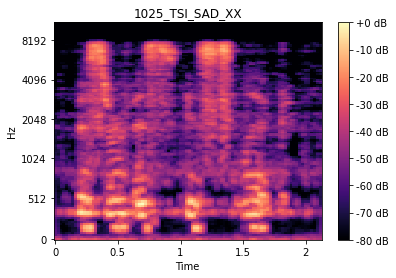 1025_TSI_SAD_XX
8192
4096
2048
1024
512
0
Hz
0
0.5
1
1.5
2
Time
+0 dB
-10 dB
-20 dB
-30 dB
-40 dB
-50 dB
-60 dB
-70 dB
-80 dB